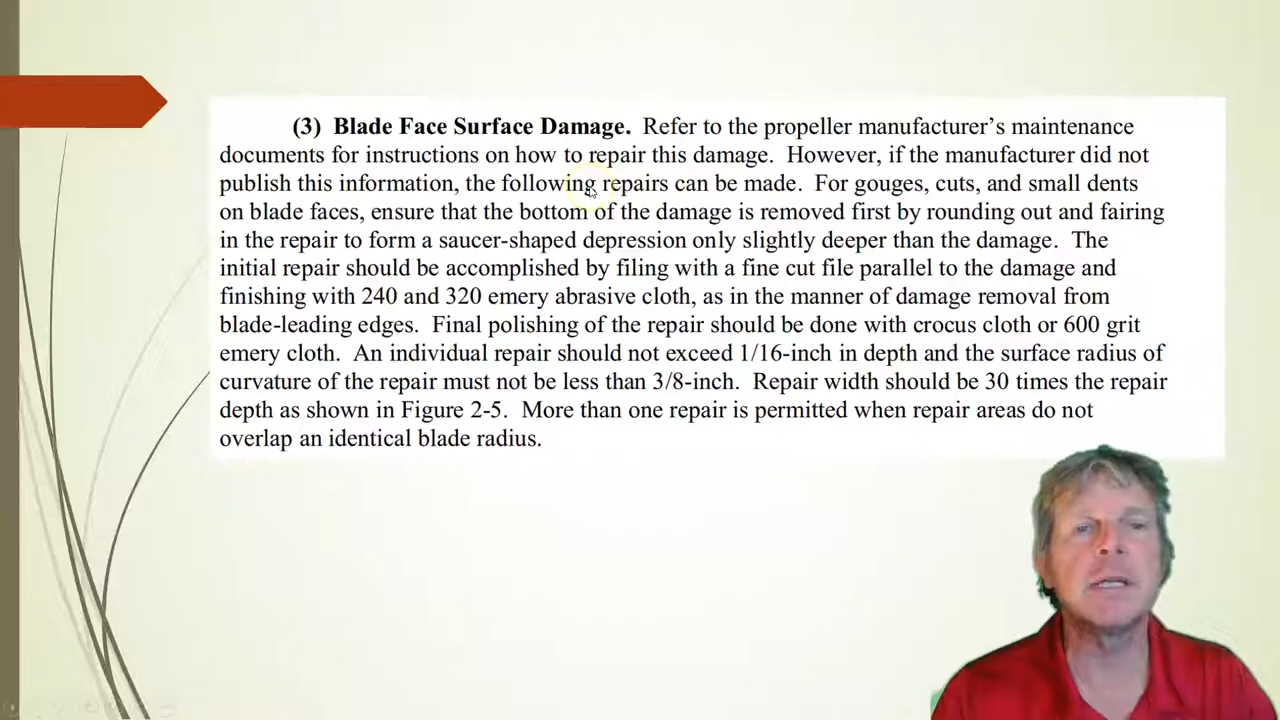 (3) Blade Face Surface Damage. Refer to the propeller manufacturer’s maintenance
documents for instructions on how to repair this damage. However, if the manufacturer did not
publish this information, the following repairs can be made. For gouges, cuts, and small dents
on blade faces, ensure that the bottom of the damage is removed first by rounding out and fairing
in the repair to form a saucer-shaped depression only slightly deeper than the damage. The
initial repair should be accomplished by filing with a fine cut file parallel to the damage and
finishing with 240 and 320 emery abrasive cloth, as in the manner of damage removal from
blade-leading edges. Final polishing of the repair should be done with crocus cloth or 600 grit
emery cloth. An individual repair should not exceed 1/16-inch in depth and the surface radius of
curvature of the repair must not be less than 3/8-inch. Repair width should be 30 times the repair
depth as shown in Figure 2-5. More than one repair is permitted when repair areas do not
overlap an identical blade radius.